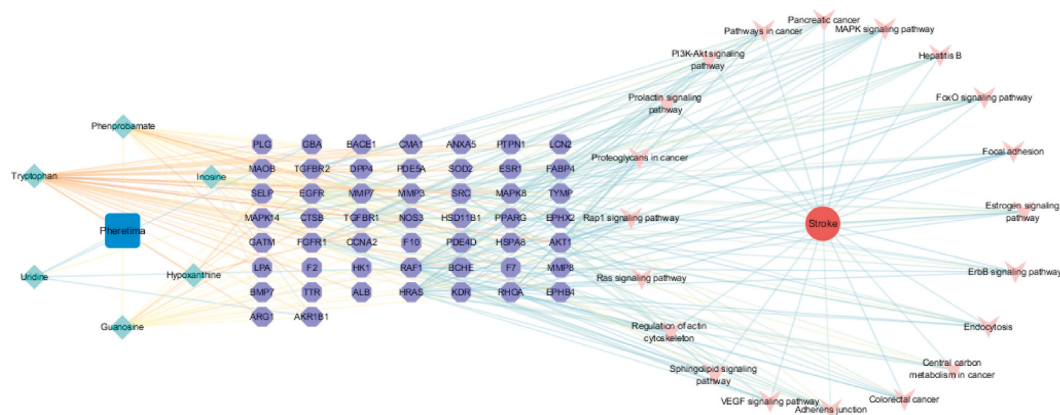 Phenprobamate
Tryptophan
Inosine
Pheretima
Uridine
Hypoxanthine
Guanosine
PLG
GBA
BACE1
CMA1
ANXA5
PTPN1
LCN2
MAOB
TGFBR2
DPP4
PDE5A
SOD2
ESR1
FABP4
SELP
EGFR
MMP7
MMP3
SRC
MAPK8
TYMP
MAPK14
CTSB
TGFBR1
NOS3
HSD11B1
PPARG
EPHX2
GATM
FGFR1
CCNA2
F10
PDE4D
HSPA8
AKT1
LPA
F2
HK1
RAF1
BCHE
F7
MMP8
BMP7
TTR
ALB
HRAS
KDR
RHOA
EPHB4
ARG1
AKR1B1
Pancreatic cancer
Pathways in cancer
MAPK signaling pathway
PI3K-Akt signaling
pathway
Hepatitis B
Prolactin signaling
pathway
FoxO signaling pathway
Proteoglycans in cancer
Focal adhesion
Rap1 signaling pathway
Stroke
Estrogen signaling
pathway
Ras signaling pathway
ErbB signaling pathway
Regulation of actin
cytoskeleton
Endocytosis
Sphingolipid signaling
pathway
Central carbon
metabolism in cancer
VEGF signaling pathway
Adherens junction
Colorectal cancer